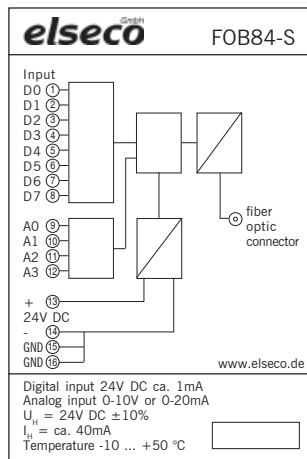 elseco GmbH
FOB84-S
Input
D0 1
D1 2
D2 3
D3 4
D4 5
D5 6
D6 7
D7 8
A0 9
A1 10
A2 11
A3 12
fiber
optic
connector
+ 13
24V DC
- 14
GND 15
GND 16
www.elseco.de
Digital input 24V DC ca. 1mA
Analog input 0-10V or 0-20mA
UH = 24V DC ±10%
IH = ca. 40mA
Temperature -10 ... +50 °C